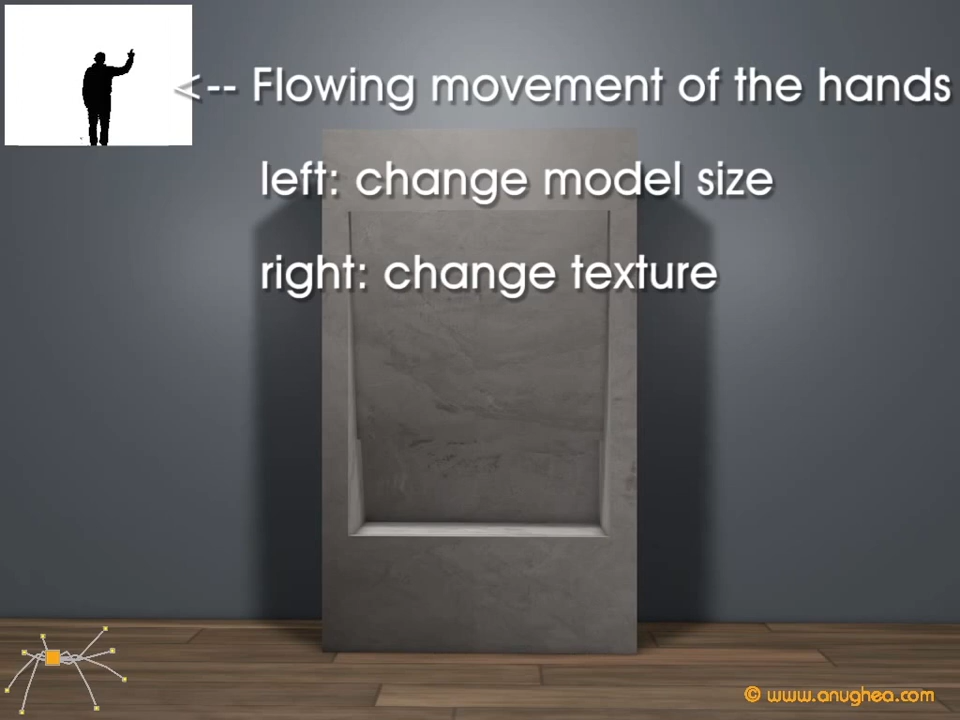 <-- Flowing movement of the hands
left: change model size
right: change texture
© www.anughea.com